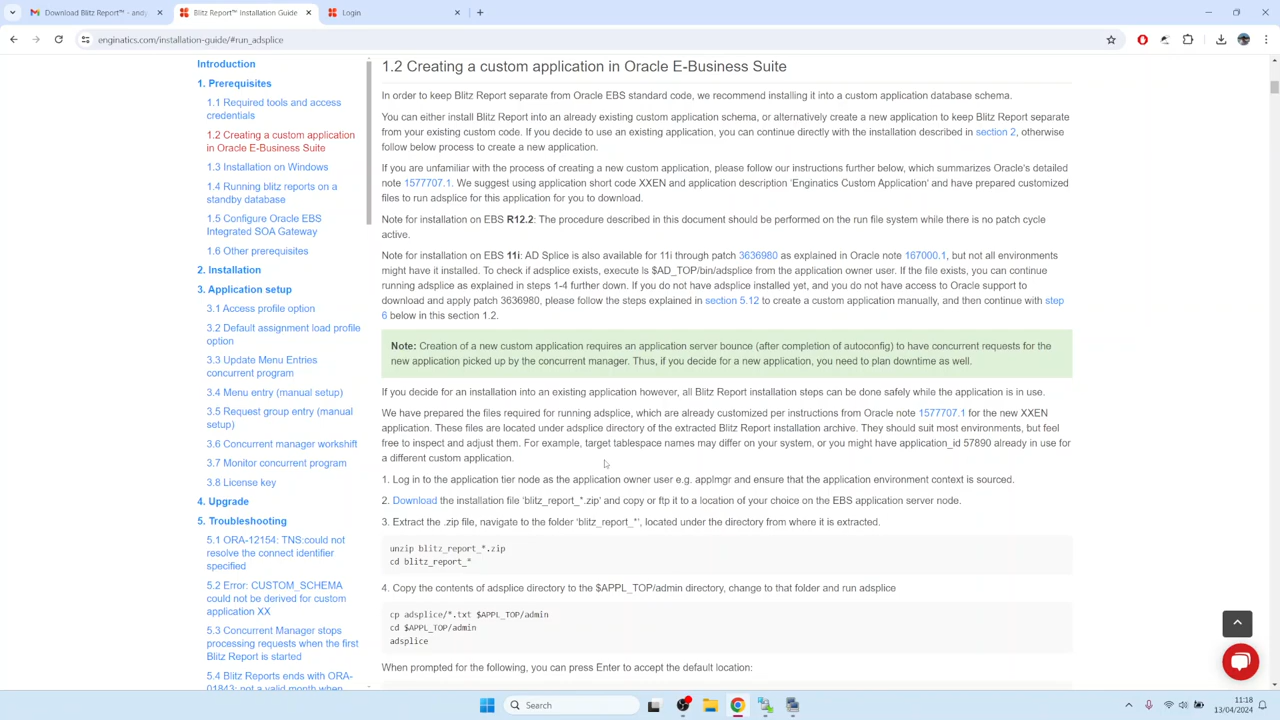 Download Blitz Report™ - andy
Blitz Report™ Installation Guide
Login
enginatics.com/installation-guide/#run_adsplice
Introduction
1. Prerequisites
1.1 Required tools and access
credentials
1.2 Creating a custom application
in Oracle E-Business Suite
1.3 Installation on Windows
1.4 Running blitz reports on a
standby database
1.5 Configure Oracle EBS
Integrated SOA Gateway
1.6 Other prerequisites
2. Installation
3. Application setup
3.1 Access profile option
3.2 Default assignment load profile
option
3.3 Update Menu Entries
concurrent program
3.4 Menu entry (manual setup)
3.5 Request group entry (manual
setup)
3.6 Concurrent manager workshift
3.7 Monitor concurrent program
3.8 License key
4. Upgrade
5. Troubleshooting
5.1 ORA-12154: TNS:could not
resolve the connect identifier
specified
5.2 Error: CUSTOM_SCHEMA
could not be derived for custom
application XX
5.3 Concurrent Manager stops
processing requests when the first
Blitz Report is started
5.4 Blitz Reports ends with ORA-
01843: not a valid month when
1.2 Creating a custom application in Oracle E-Business Suite
In order to keep Blitz Report separate from Oracle EBS standard code, we recommend installing it into a custom application database schema.
You can either install Blitz Report into an already existing custom application schema, or alternatively create a new application to keep Blitz Report separate
from your existing custom code. If you decide to use an existing application, you can continue directly with the installation described in section 2, otherwise
follow below process to create a new application.
If you are unfamiliar with the process of creating a new custom application, please follow our instructions further below, which summarizes Oracle's detailed
note 1577707.1. We suggest using application short code XXEN and application description 'Enginatics Custom Application' and have prepared customized
files to run adsplice for this application for you to download.
Note for installation on EBS R12.2: The procedure described in this document should be performed on the run file system while there is no patch cycle
active.
Note for installation on EBS 11i: AD Splice is also available for 11i through patch 3636980 as explained in Oracle note 167000.1, but not all environments
might have it installed. To check if adsplice exists, execute ls $AD_TOP/bin/adsplice from the application owner user. If the file exists, you can continue
running adsplice as explained in steps 1-4 further down. If you do not have adsplice installed yet, and you do not have access to Oracle support to
download and apply patch 3636980, please follow the steps explained in section 5.12 to create a custom application manually, and then continue with step
6 below in this section 1.2.
Note: Creation of a new custom application requires an application server bounce (after completion of autoconfig) to have concurrent requests for the
new application picked up by the concurrent manager. Thus, if you decide for a new application, you need to plan downtime as well.
If you decide for an installation into an existing application however, all Blitz Report installation steps can be done safely while the application is in use.
We have prepared the files required for running adsplice, which are already customized per instructions from Oracle note 1577707.1 for the new XXEN
application. These files are located under adsplice directory of the extracted Blitz Report installation archive. They should suit most environments, but feel
free to inspect and adjust them. For example, target tablespace names may differ on your system, or you might have application_id 57890 already in use for
a different custom application.
1. Log in to the application tier node as the application owner user e.g. applmgr and ensure that the application environment context is sourced.
2. Download the installation file 'blitz_report_*.zip' and copy/ftp it to a location of your choice on the EBS application server node.
3. Extract the .zip file, navigate to the folder 'blitz_report_*', located under the directory from where it is extracted.
unzip blitz_report_*.zip
cd blitz_report_*
4. Copy the contents of adsplice directory to the $APPL_TOP/admin directory, change to that folder and run adsplice
cp adsplice/*.txt $APPL_TOP/admin
cd $APPL_TOP/admin
adsplice
When prompted for the following, you can press Enter to accept the default location:
Search
11:18
13/04/2024